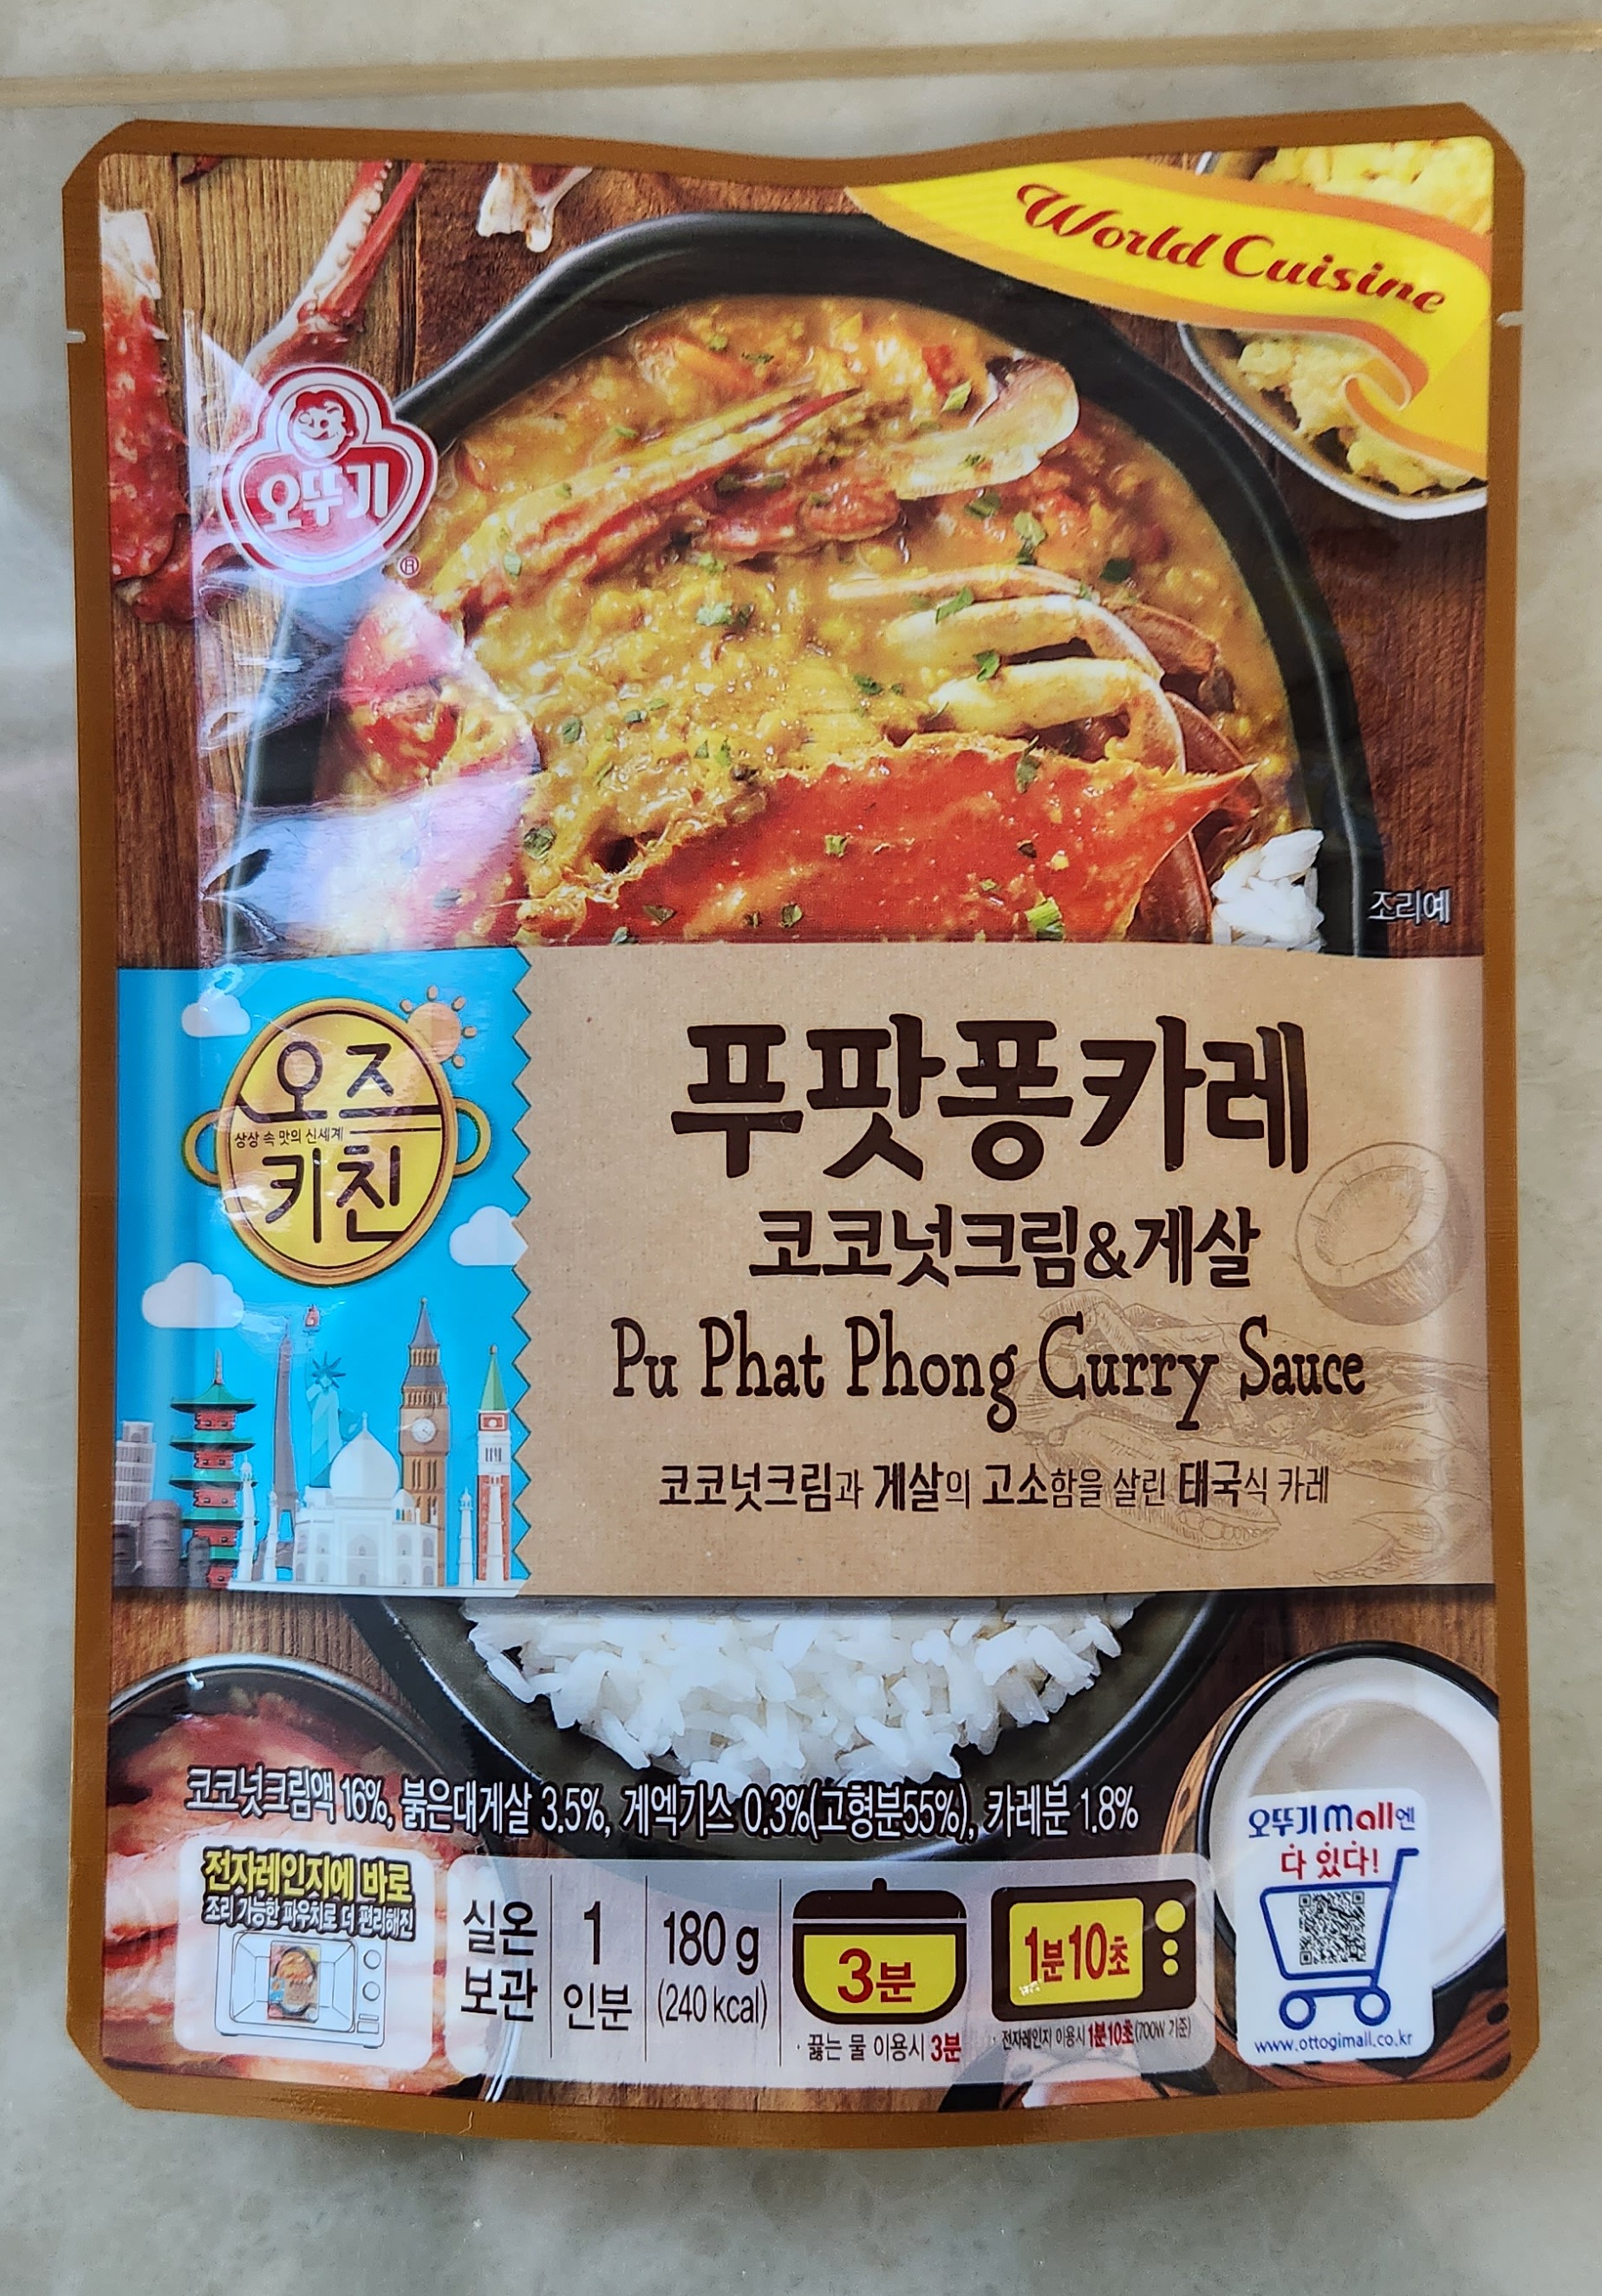 World Cuisine
오뚜기
®
조리예
오즈
상상 속 맛의 신세계
키친
푸팟퐁카레
코코넛크림&게살
Pu Phat Phong Curry Sauce
코코넛크림과 게살의 고소함을 살린 태국식 카레
코코넛크림액 16%, 붉은대게살 3.5%, 게엑기스 0.3%(고형분55%), 카레분 1.8%
전자레인지에 바로
조리 가능한 파우치로 더 편리해진
실온
보관
1
인분
180 g
(240 kcal)
3분
· 끓는 물 이용시 3분
1분10초
· 전자레인지 이용시 1분10초(700W 기준)
오뚜기mall엔
다 있다!
www.ottogimall.co.kr